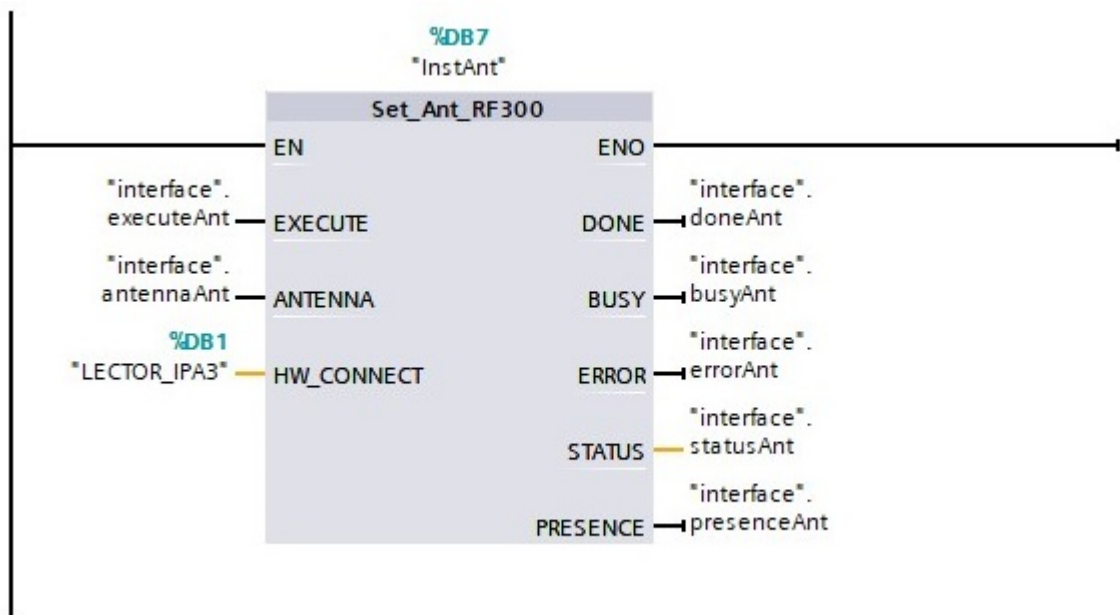 %DB7
"InstAnt"
Set_Ant_RF300
EN
ENO
"interface".
executeAnt
EXECUTE
DONE
"interface".
doneAnt
"interface".
antennaAnt
ANTENNA
BUSY
"interface".
busyAnt
%DB1
"LECTOR_IPA3"
HW_CONNECT
ERROR
"interface".
errorAnt
STATUS
"interface".
statusAnt
PRESENCE
"interface".
presenceAnt